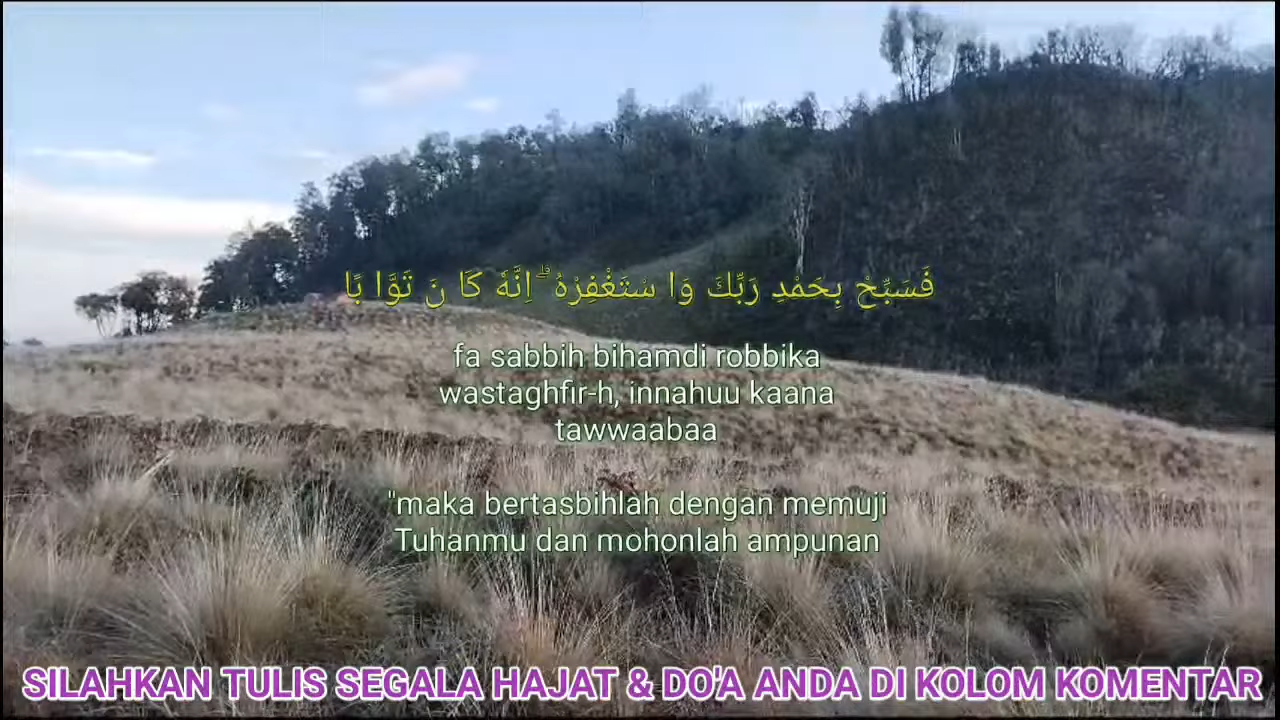 فَسَبِّحْ بِحَمْدِ رَبِّكَ وَا سْتَغْفِرْهُ ۗ اِنَّهٗ كَا نَ تَوَّا بًا
fa sabbih bihamdi robbika
wastaghfir-h, innahuu kaana
tawwaabaa
"maka bertasbihlah dengan memuji
Tuhanmu dan mohonlah ampunan
SILAHKAN TULIS SEGALA HAJAT & DO'A ANDA DI KOLOM KOMENTAR